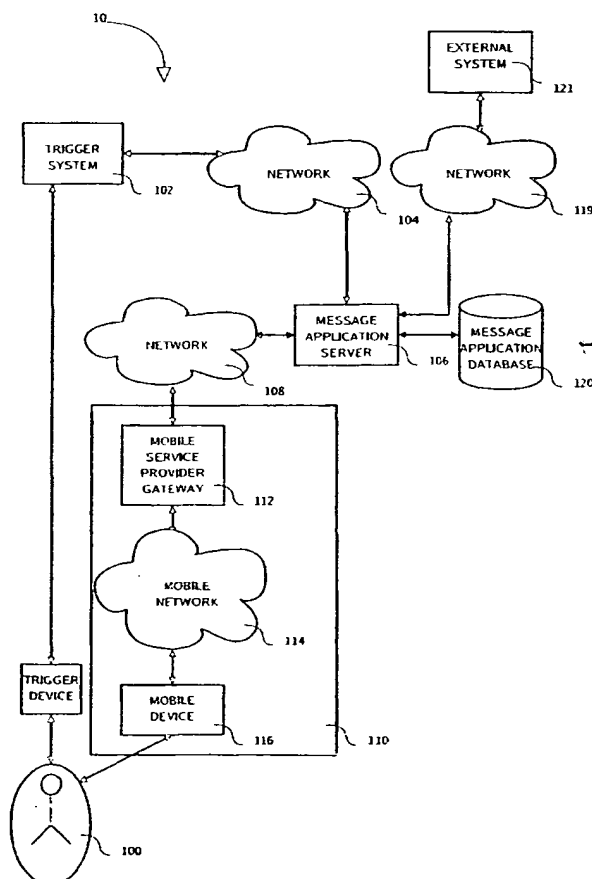 10
EXTERNAL
SYSTEM
121
TRIGGER
SYSTEM
102
NETWORK
104
NETWORK
119
MESSAGE
APPLICATION
SERVER
106
MESSAGE
APPLICATION
DATABASE
120
NETWORK
108
MOBILE
SERVICE
PROVIDER
GATEWAY
112
MOBILE
NETWORK
114
TRIGGER
DEVICE
MOBILE
DEVICE
116
110
100